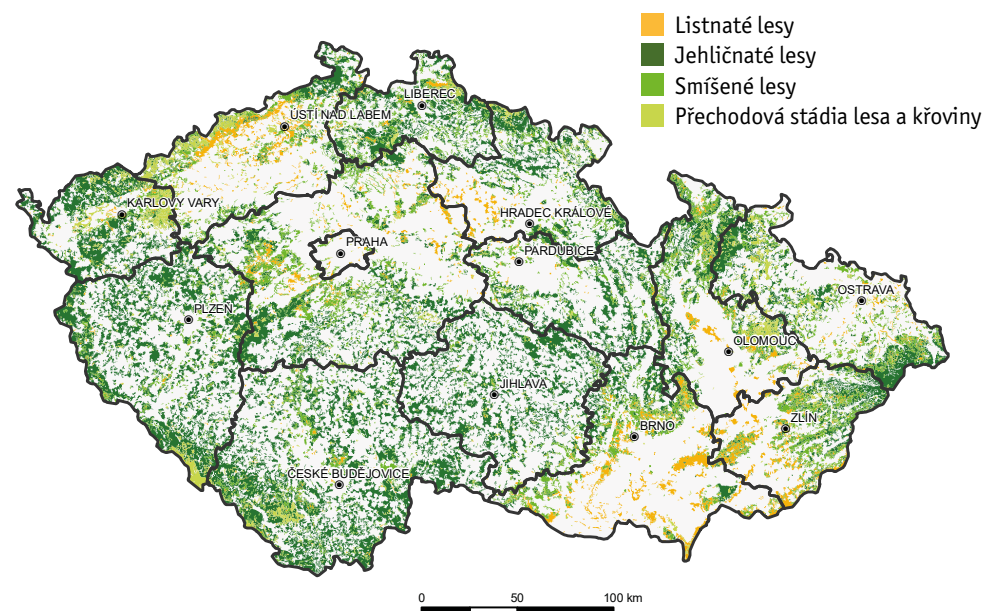 Listnaté lesy
Jehličnaté lesy
Smíšené lesy
Přechodová stádia lesa a křoviny
LIBEREC
ÚSTÍ NAD LABEM
KARLOVY VARY
HRADEC KRÁLOVÉ
PRAHA
PARDUBICE
OSTRAVA
PLZEŇ
OLOMOUC
JIHLAVA
ZLÍN
BRNO
ČESKÉ BUDĚJOVICE
0 50 100 km